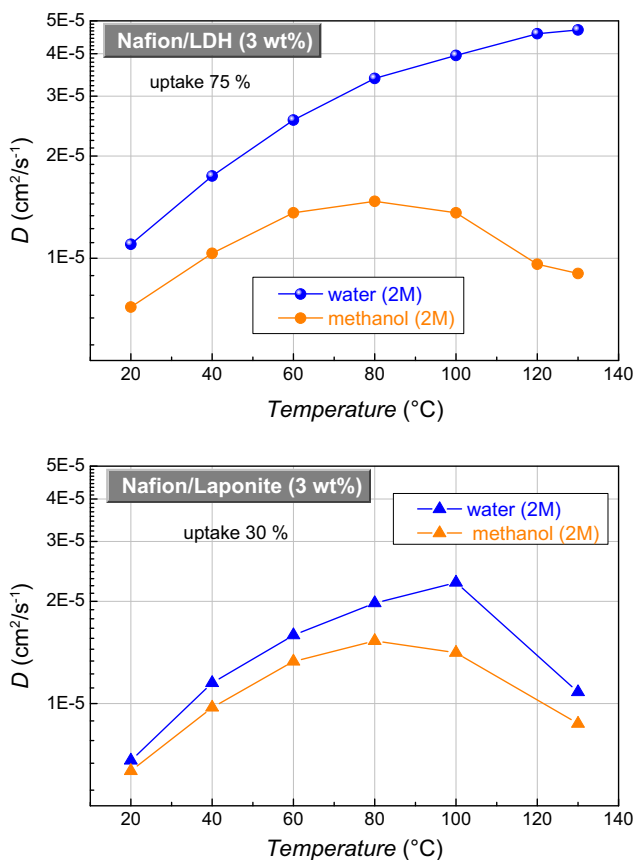 Nafion/LDH (3 wt%)
uptake 75 %
5E-5
4E-5
3E-5
2E-5
1E-5
D (cm²/s⁻¹)
water (2M)
methanol (2M)
20 40 60 80 100 120 140
Temperature (°C)
Nafion/Laponite (3 wt%)
uptake 30 %
water (2M)
methanol (2M)
5E-5
4E-5
3E-5
2E-5
1E-5
D (cm²/s⁻¹)
20 40 60 80 100 120 140
Temperature (°C)